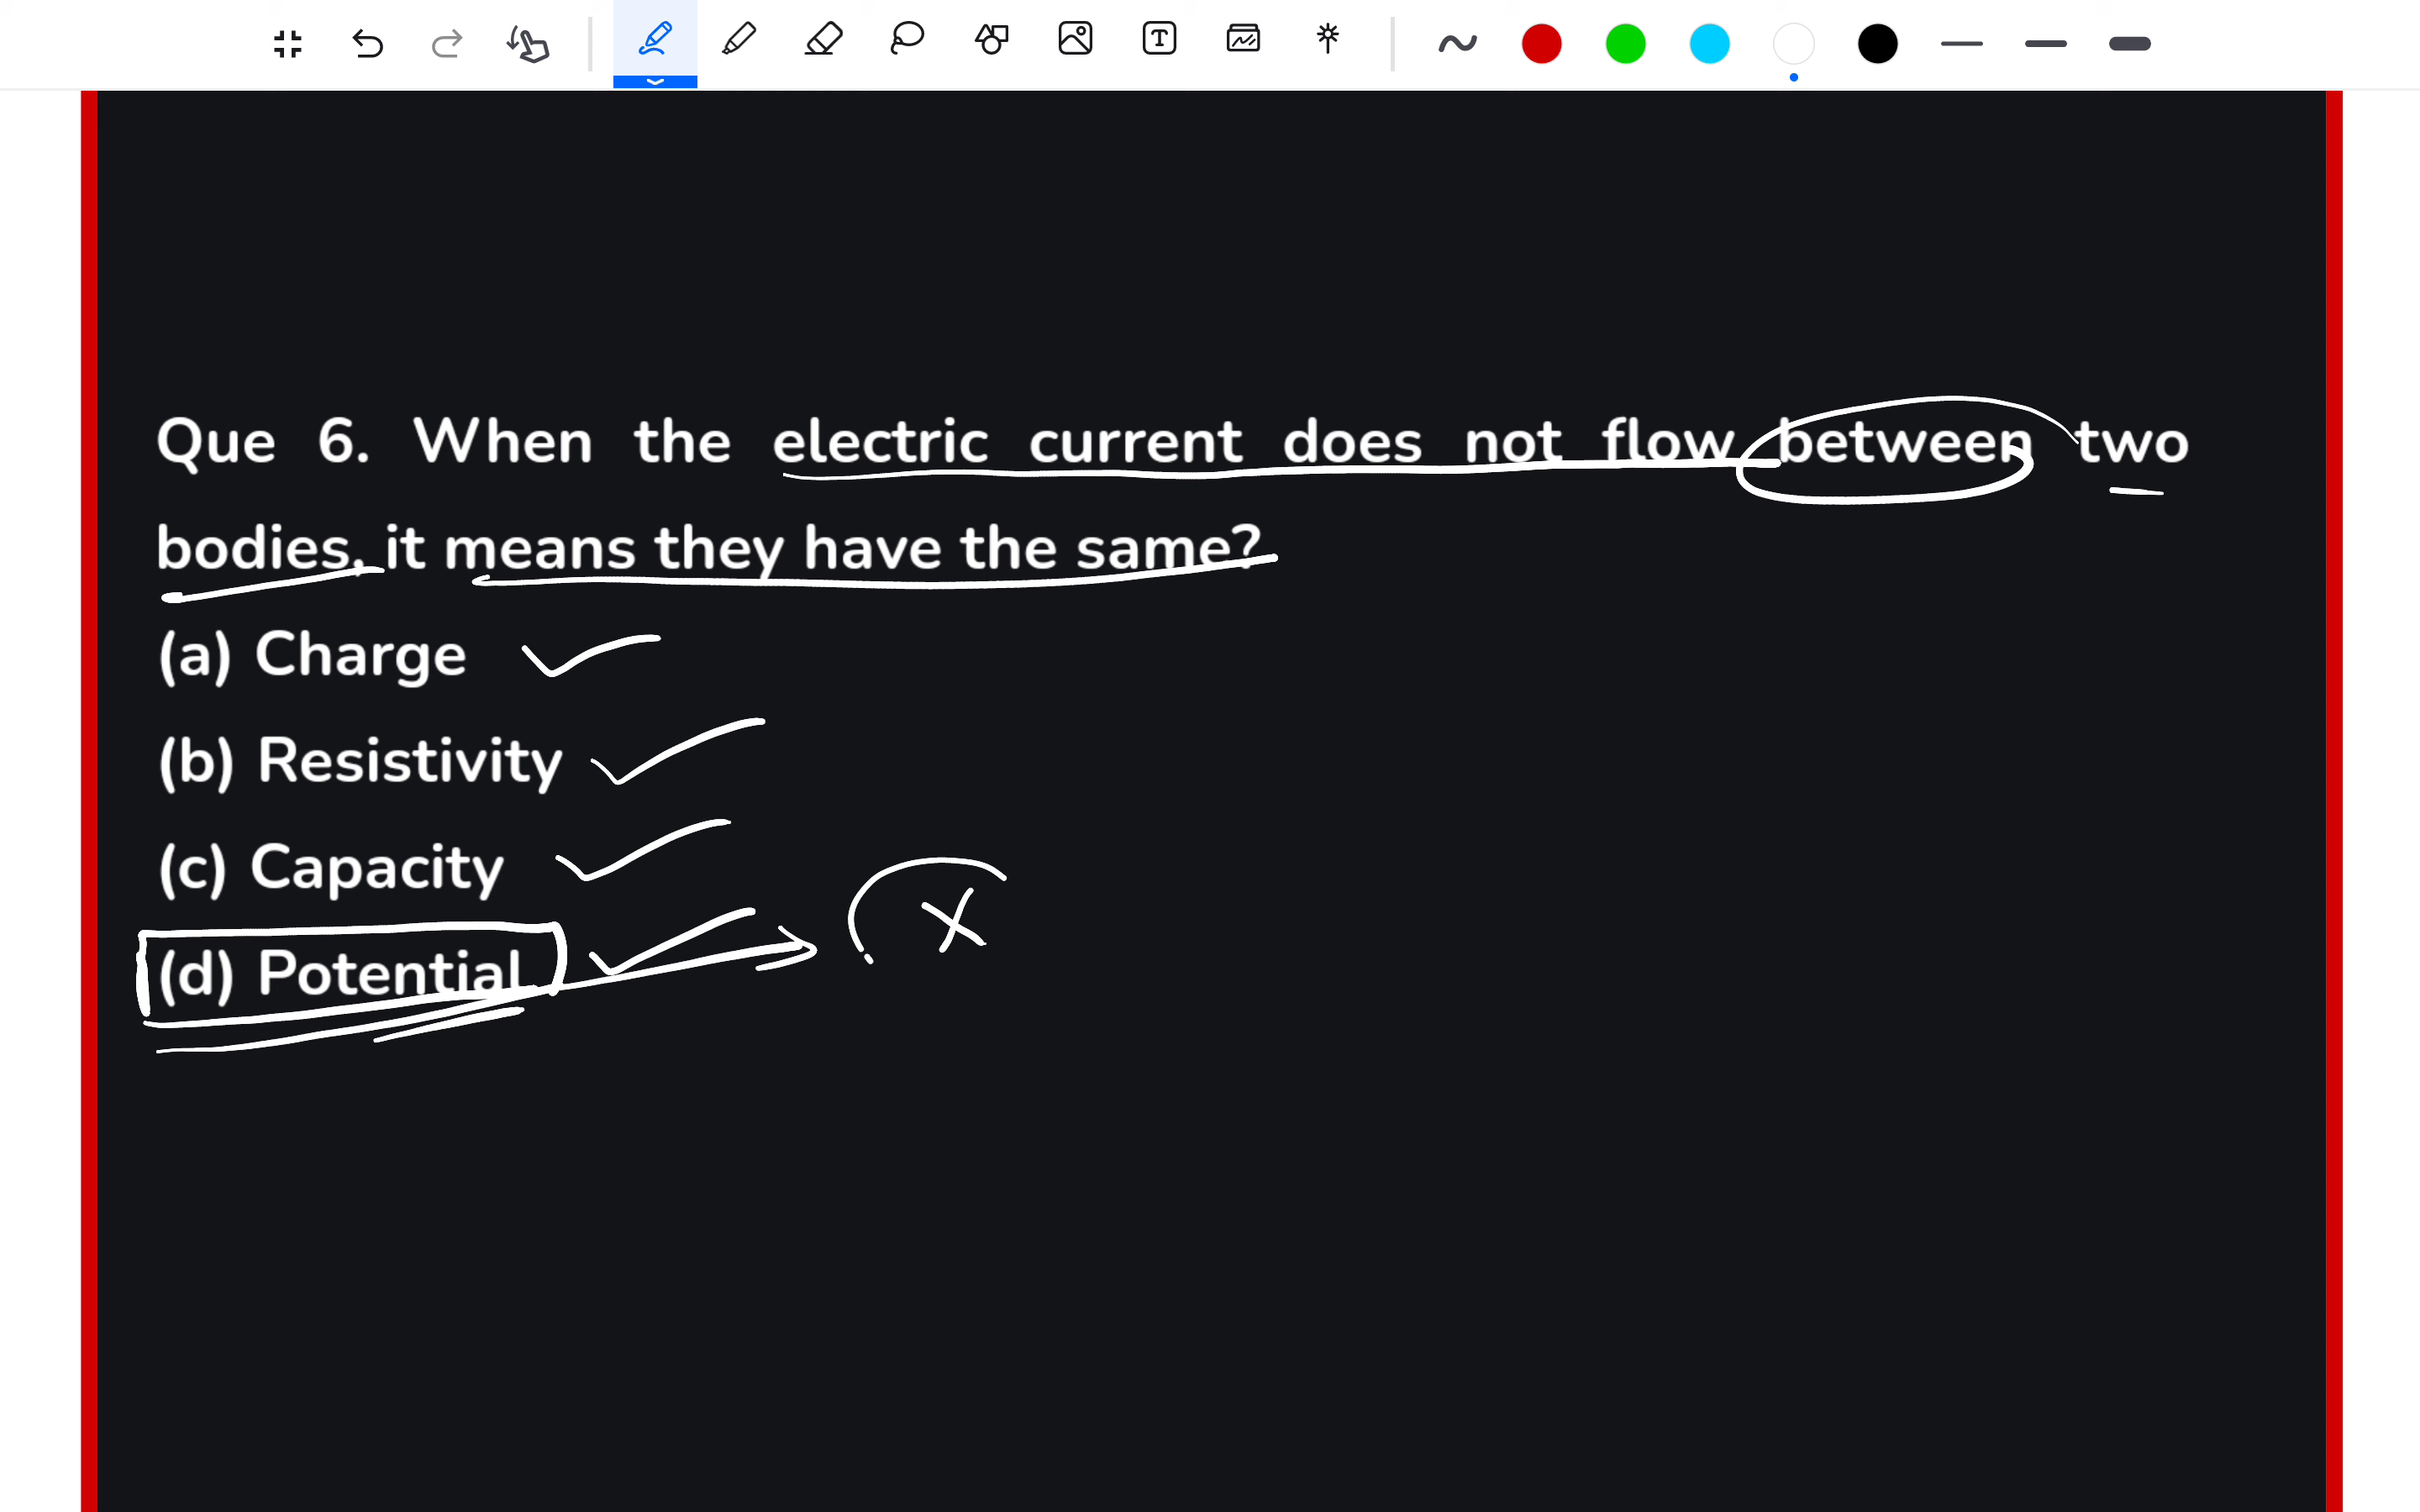 Que 6. When the electric current does not flow between two
bodies, it means they have the same?
(a) Charge
(b) Resistivity
(c) Capacity
(d) Potential